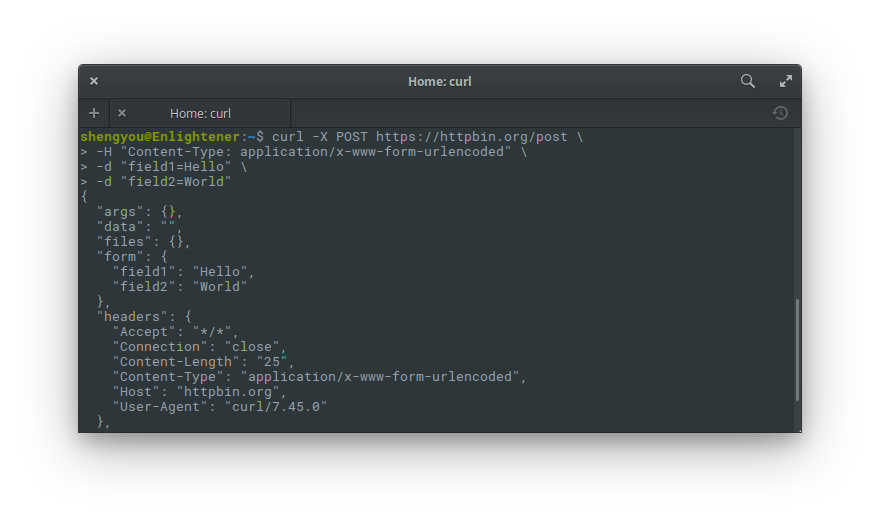 Home: curl
Home: curl
shengyou@Enlightener:~$ curl -X POST https://httpbin.org/post \
> -H "Content-Type: application/x-www-form-urlencoded" \
> -d "field1=Hello" \
> -d "field2=World"
{
  "args": {},
  "data": "",
  "files": {},
  "form": {
    "field1": "Hello",
    "field2": "World"
  },
  "headers": {
    "Accept": "*/*",
    "Connection": "close",
    "Content-Length": "25",
    "Content-Type": "application/x-www-form-urlencoded",
    "Host": "httpbin.org",
    "User-Agent": "curl/7.45.0"
  },